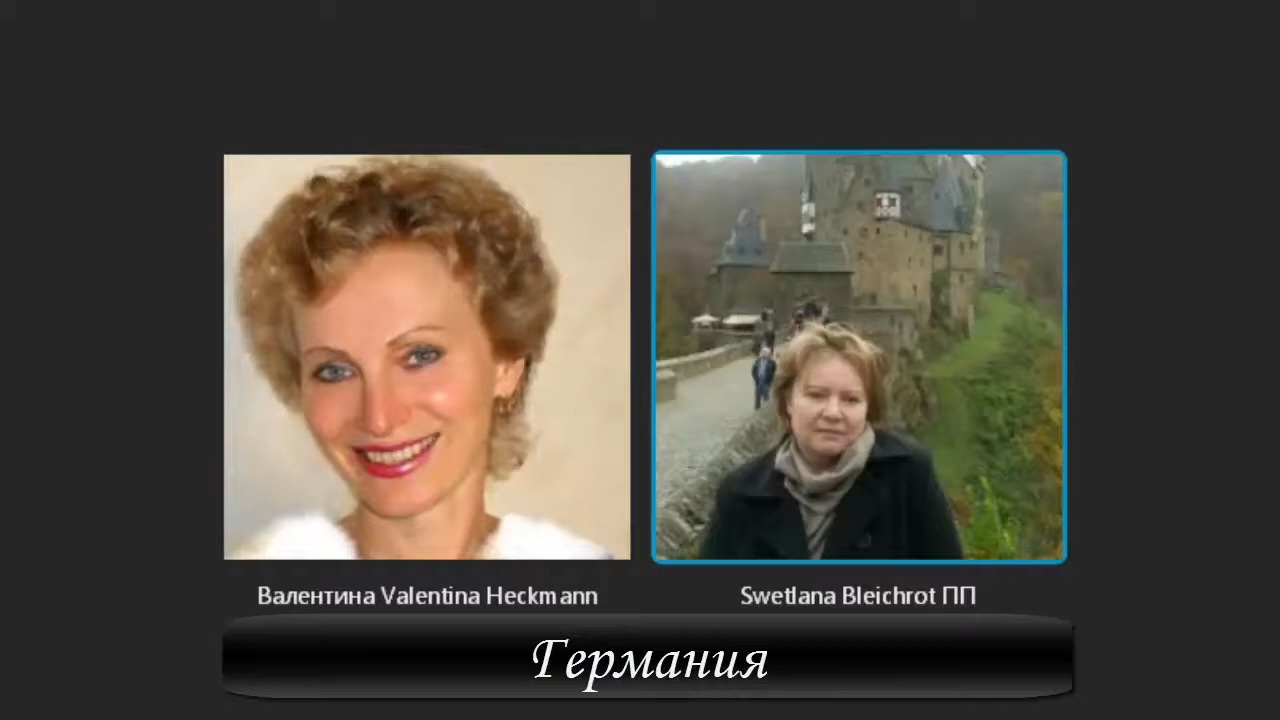 Валентина Valentina Heckmann
Swetlana Bleichrot ПП
Германия